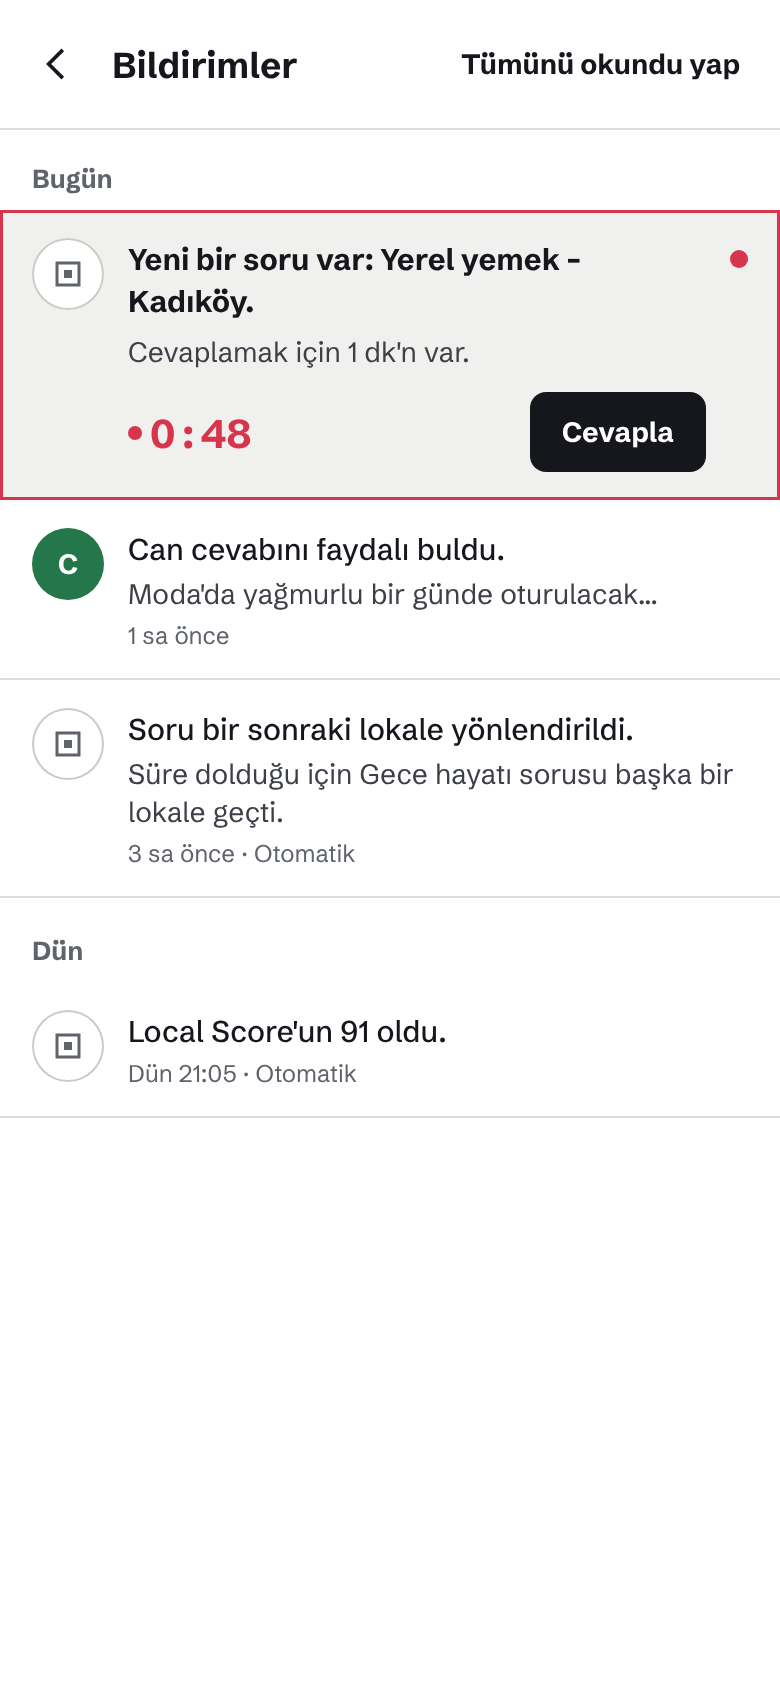 Bildirimler
Tümünü okundu yap
Bugün
Yeni bir soru var: Yerel yemek -
Kadıköy.
Cevaplamak için 1 dk'n var.
0:48
Cevapla
C
Can cevabını faydalı buldu.
Moda'da yağmurlu bir günde oturulacak...
1 sa önce
Soru bir sonraki lokale yönlendirildi.
Süre dolduğu için Gece hayatı sorusu başka bir
lokale geçti.
3 sa önce · Otomatik
Dün
Local Score'un 91 oldu.
Dün 21:05 · Otomatik